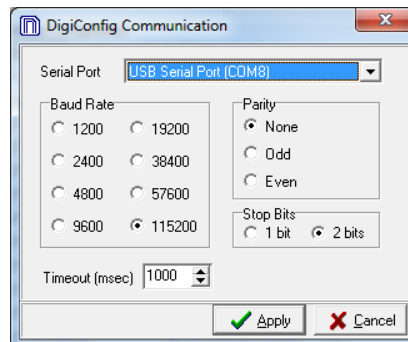 DigiConfig Communication
Serial Port USB Serial Port (COM8)
Baud Rate
1200 19200
2400 38400
4800 57600
9600 115200
Parity
None
Odd
Even
Stop Bits
1 bit 2 bits
Timeout (msec) 1000
Apply Cancel